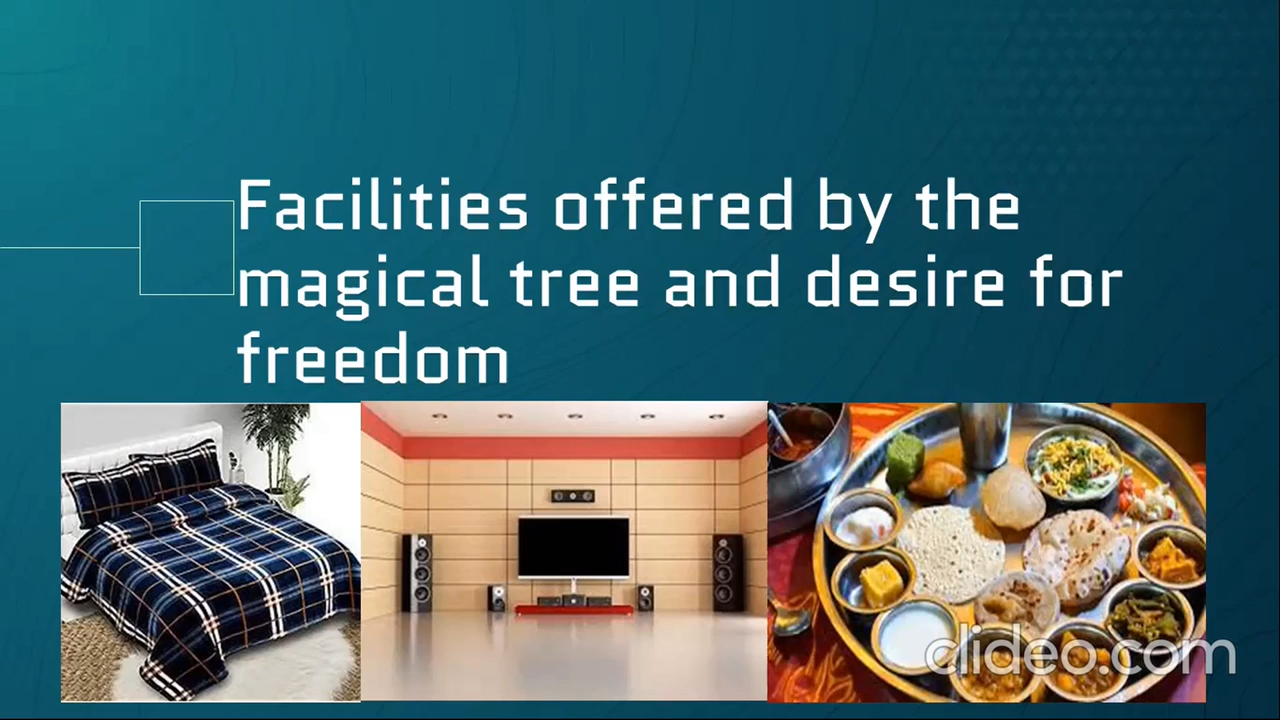 Facilities offered by the
magical tree and desire for
freedom
clideo.com